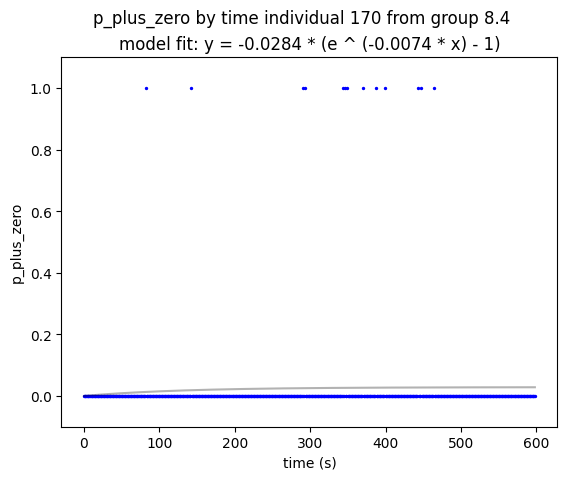 p_plus_zero by time individual 170 from group 8.4
model fit: y = -0.0284 * (e ^ (-0.0074 * x) - 1)
1.0
0.8
0.6
0.4
0.2
0.0
p_plus_zero
0 100 200 300 400 500 600
time (s)